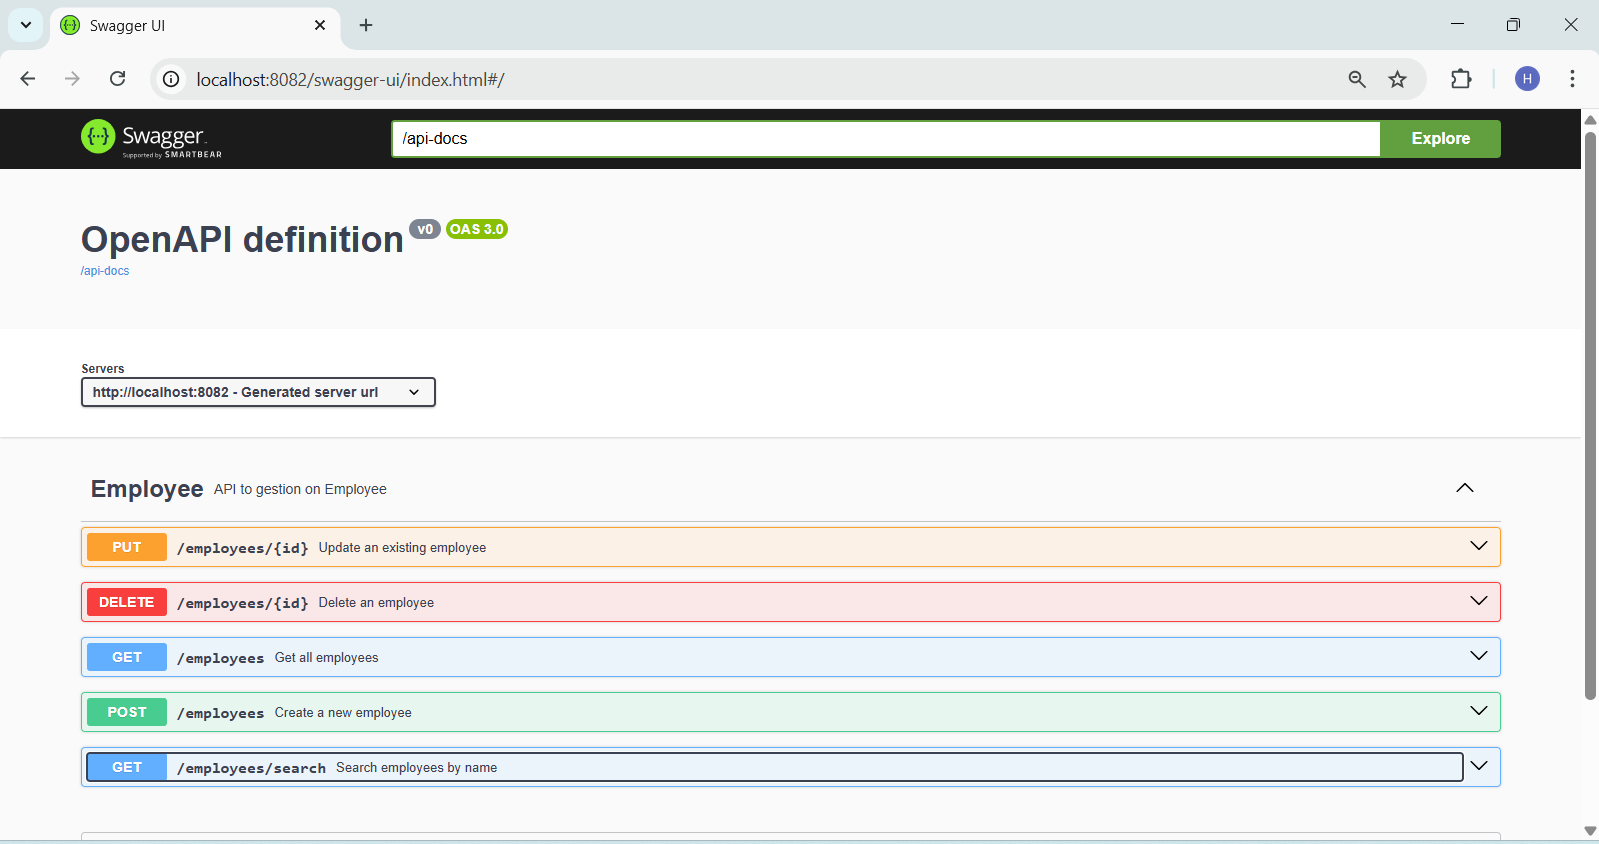 Swagger UI
localhost:8082/swagger-ui/index.html#/
H
{···} Swagger
Supported by SMARTBEAR
/api-docs
Explore
OpenAPI definition v0 OAS 3.0
/api-docs
Servers
http://localhost:8082 - Generated server url
Employee API to gestion on Employee
PUT /employees/{id} Update an existing employee
DELETE /employees/{id} Delete an employee
GET /employees Get all employees
POST /employees Create a new employee
GET /employees/search Search employees by name